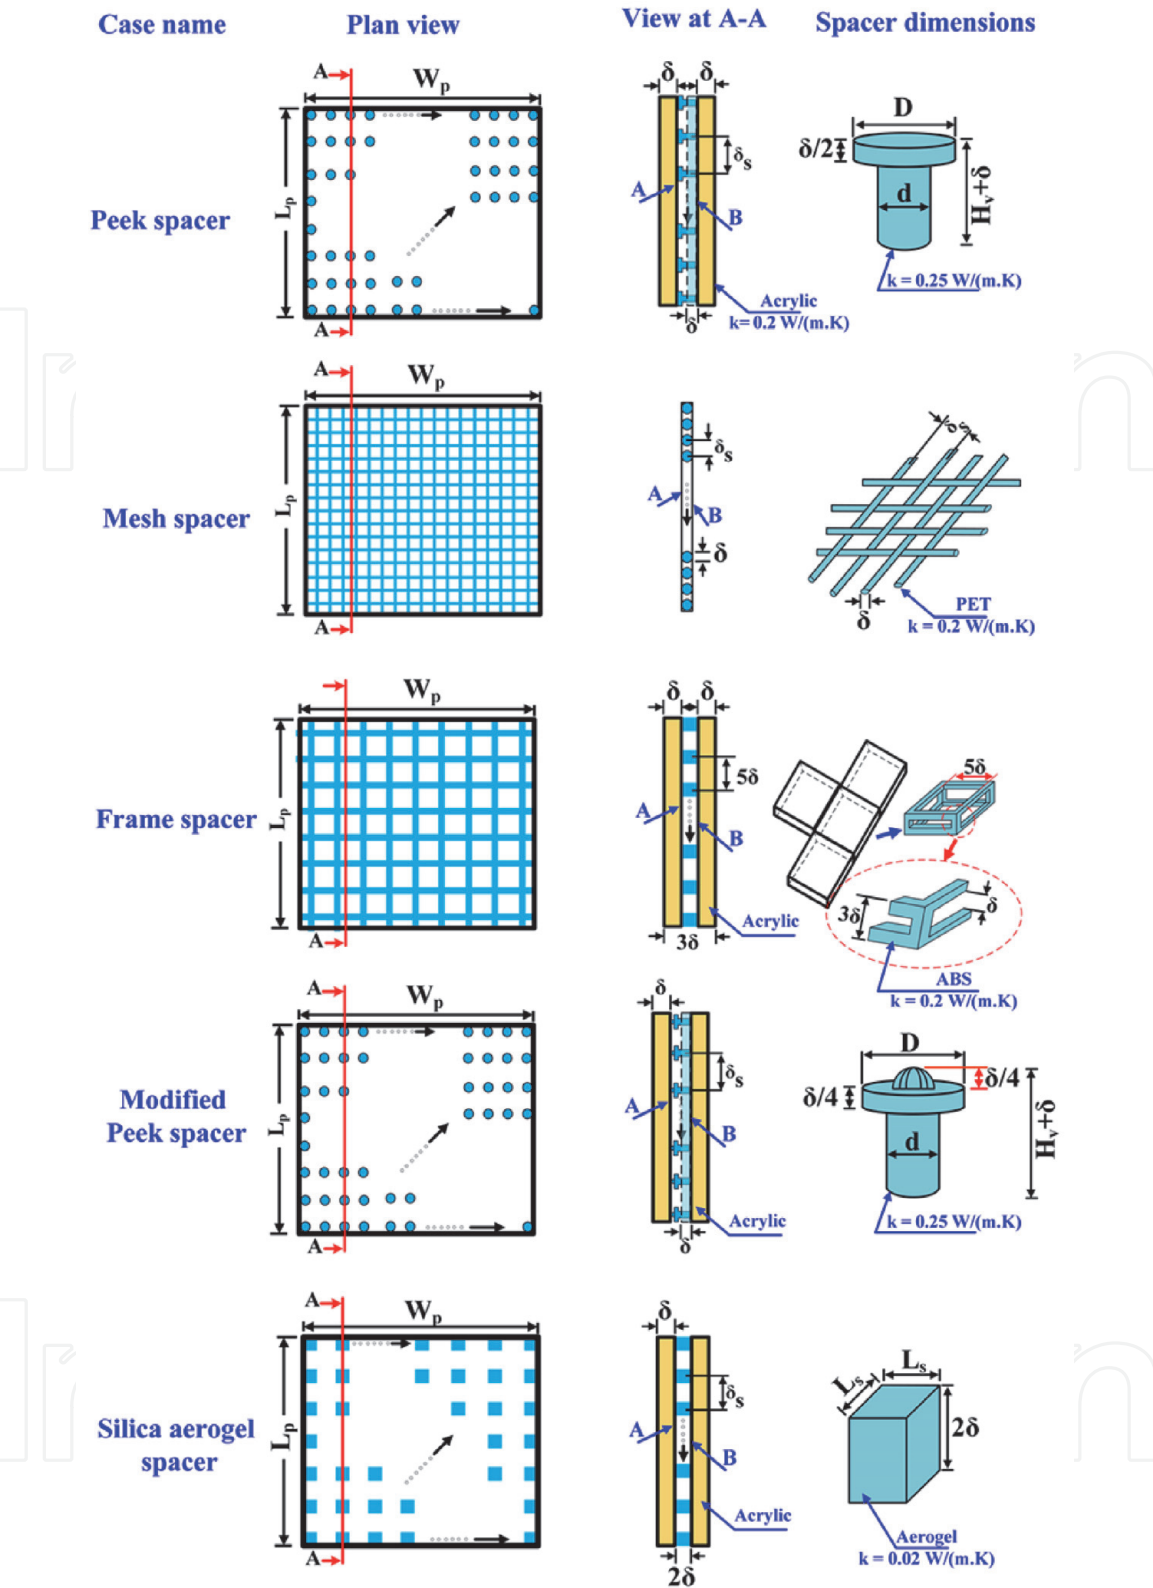 Case name
Plan view
View at A-A
Spacer dimensions
Peek spacer
A
Wp
Lp
A
δ
δ
δs
A
B
δ
Acrylic
k= 0.2 W/(m.K)
D
δ/2
d
Hv+δ
k = 0.25 W/(m.K)
Mesh spacer
A
Wp
Lp
A
δs
A
B
δ
δs
δ
PET
k = 0.2 W/(m.K)
Frame spacer
Wp
Lp
A
δ
δ
5δ
A
B
Acrylic
3δ
5δ
3δ
δ
ABS
k = 0.2 W/(m.K)
Modified
Peek spacer
A
Wp
Lp
A
δ
δs
A
B
Acrylic
δ
D
δ/4
δ/4
d
Hv+δ
k = 0.25 W/(m.K)
Silica aerogel
spacer
A
Wp
Lp
A
δ
δs
A
B
Acrylic
2δ
Ls
Ls
2δ
Aerogel
k = 0.02 W/(m.K)